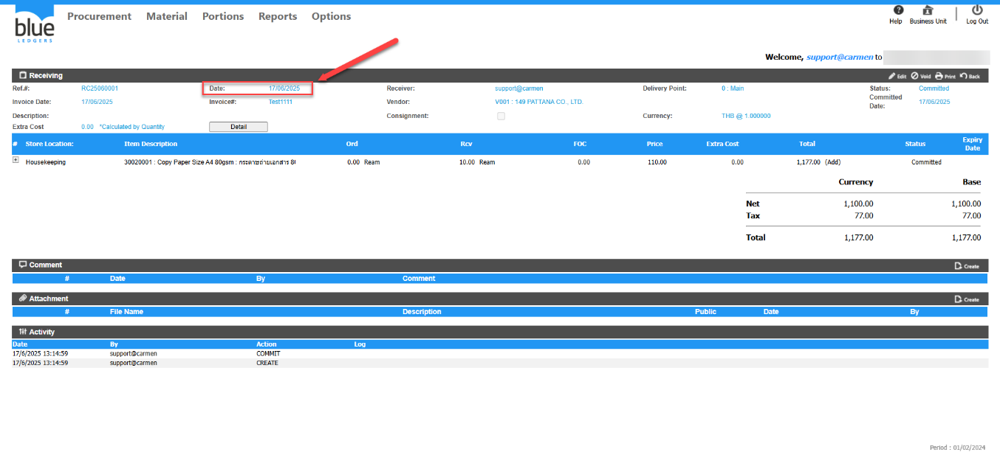 blue
LEDGERS
Procurement Material Portions Reports Options
Help Business Unit Log Out
Welcome, support@carmen to
Receiving Edit Void Print Back
Ref.#: RC25060001 Date: 17/06/2025 Receiver: support@carmen Delivery Point: 0 : Main Status: Committed
Invoice Date: 17/06/2025 Invoice#: Test1111 Vendor: V001 : 149 PATTANA CO., LTD. Committed Date: 17/06/2025
Description: Consignment: Currency: THB @ 1.000000
Extra Cost 0.00 *Calculated by Quantity Detail
# Store Location: Item Description Ord Rcv FOC Price Extra Cost Total Status Expiry Date
Housekeeping 30020001 : Copy Paper Size A4 80gsm : กระดาษถ่ายเอกสาร 0.00 Ream 10.00 Ream 0.00 110.00 0.00 1,177.00 (Add) Committed
Currency Base
Net 1,100.00 1,100.00
Tax 77.00 77.00
Total 1,177.00 1,177.00
Comment Create
# Date By Comment
Attachment Create
# File Name Description Public Date By
Activity
Date By Action Log
17/6/2025 13:14:59 support@carmen COMMIT
17/6/2025 13:14:59 support@carmen CREATE
Period : 01/02/2024